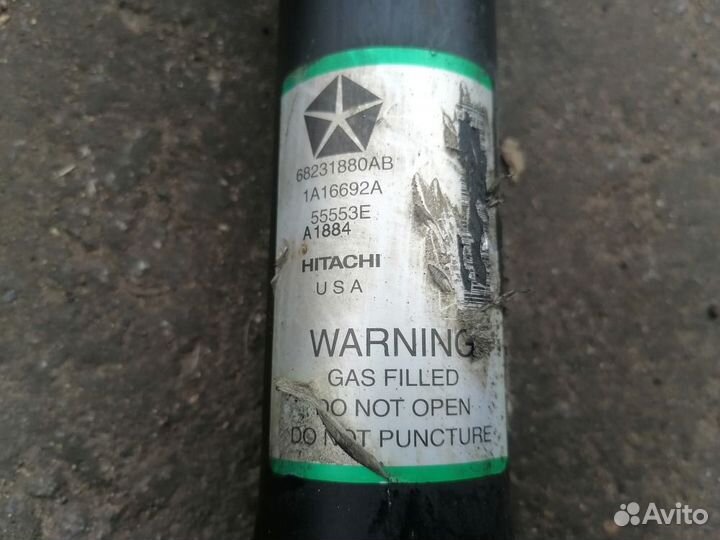 68231880AB
1A16692A
55553E
A1884
HITACHI
USA
WARNING
GAS FILLED
DO NOT OPEN
DO NOT PUNCTURE
Avito